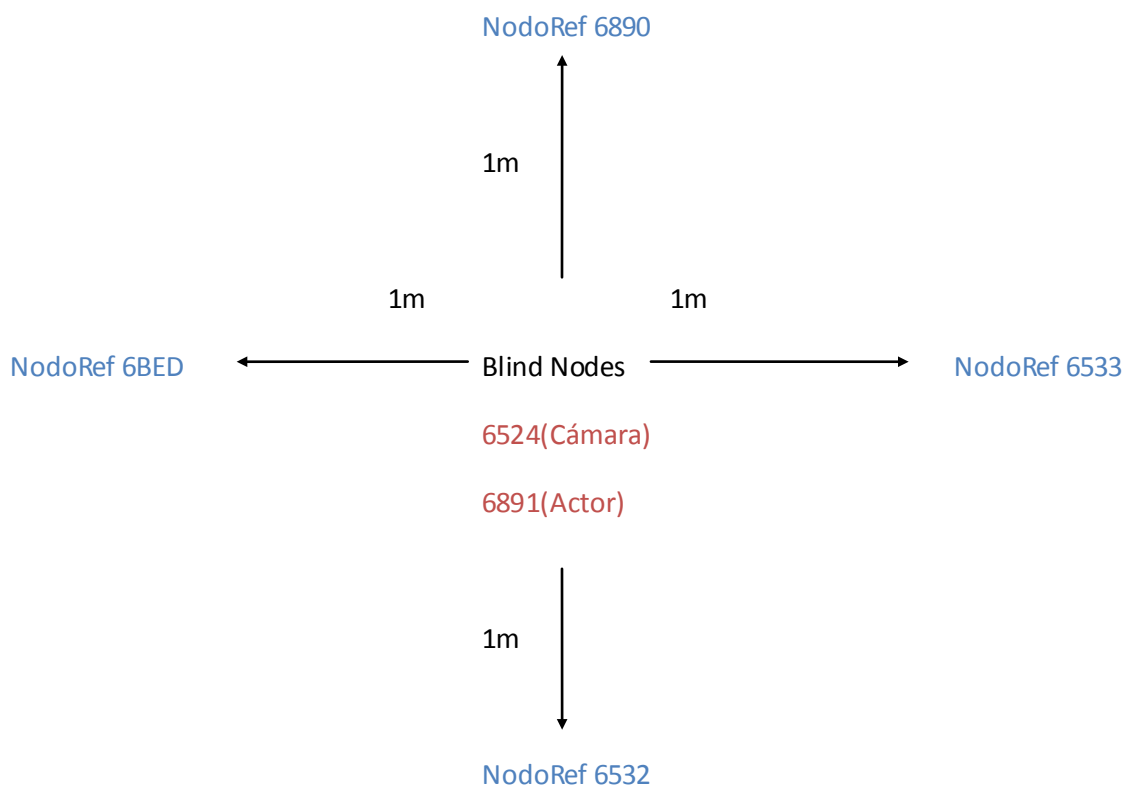 NodoRef 6890
1m
1m
1m
NodoRef 6BED
Blind Nodes
NodoRef 6533
6524(Cámara)
6891(Actor)
1m
NodoRef 6532